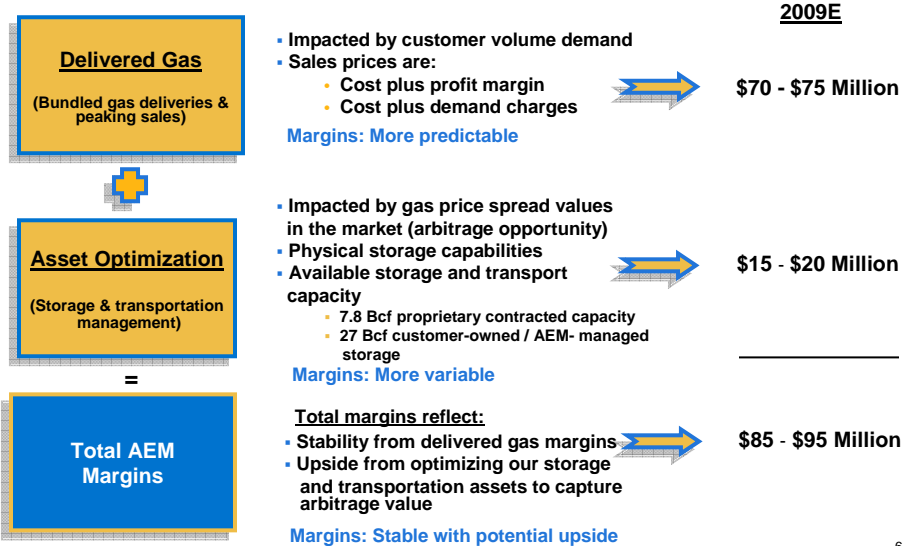 2009E
Delivered Gas
(Bundled gas deliveries &
peaking sales)
▪ Impacted by customer volume demand
▪ Sales prices are:
• Cost plus profit margin
• Cost plus demand charges
Margins: More predictable
$70 - $75 Million
Asset Optimization
(Storage & transportation
management)
▪ Impacted by gas price spread values
in the market (arbitrage opportunity)
▪ Physical storage capabilities
▪ Available storage and transport
capacity
▪ 7.8 Bcf proprietary contracted capacity
▪ 27 Bcf customer-owned / AEM- managed
storage
Margins: More variable
$15 - $20 Million
=
Total AEM
Margins
Total margins reflect:
▪ Stability from delivered gas margins
▪ Upside from optimizing our storage
and transportation assets to capture
arbitrage value
Margins: Stable with potential upside
$85 - $95 Million
6